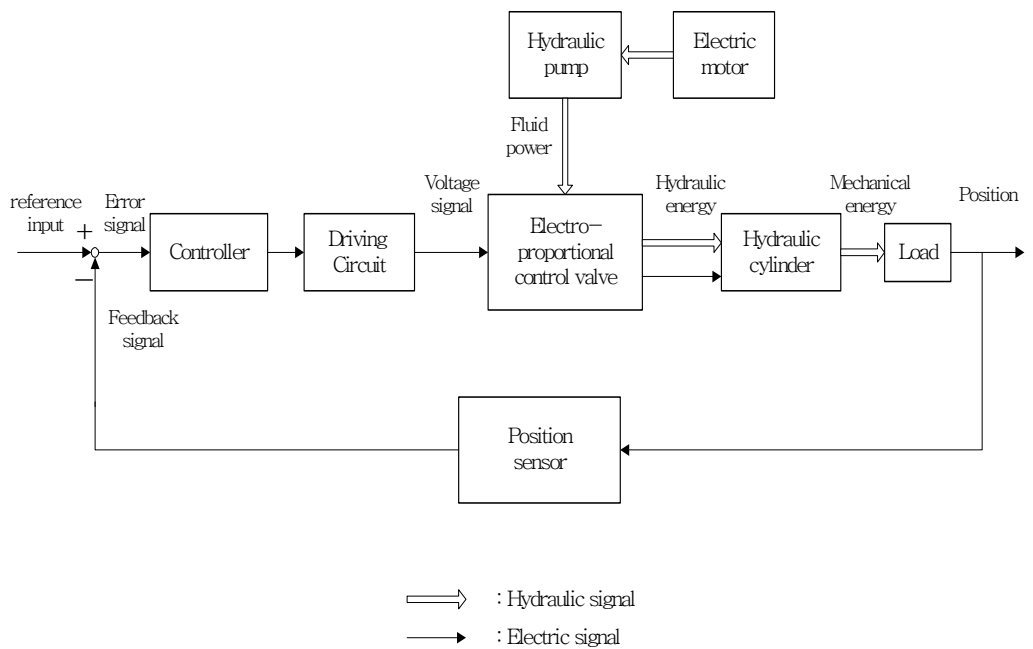 Hydraulic
pump
Electric
motor
Fluid
power
reference
input
+
−
Error
signal
Controller
Driving
Circuit
Voltage
signal
Electro−
proportional
control valve
Hydraulic
energy
Hydraulic
cylinder
Mechanical
energy
Load
Position
Feedback
signal
Position
sensor
: Hydraulic signal
: Electric signal